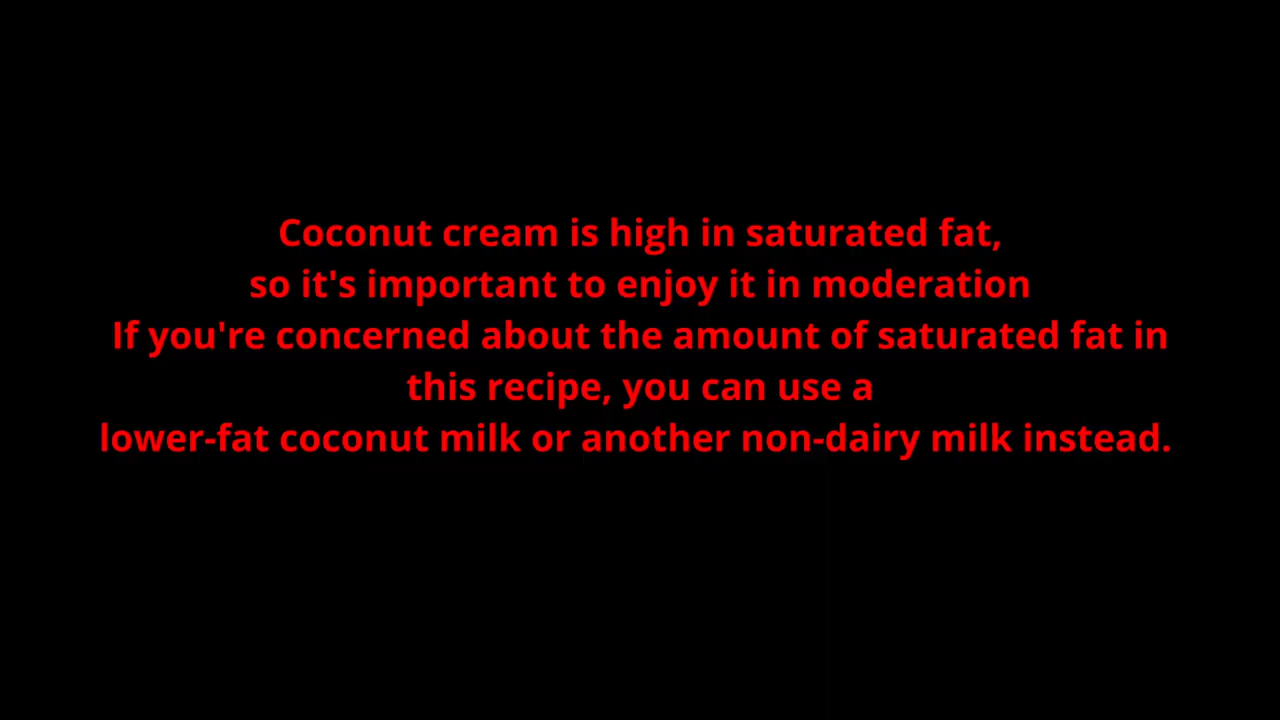 Coconut cream is high in saturated fat,
so it's important to enjoy it in moderation
If you're concerned about the amount of saturated fat in
this recipe, you can use a
lower-fat coconut milk or another non-dairy milk instead.